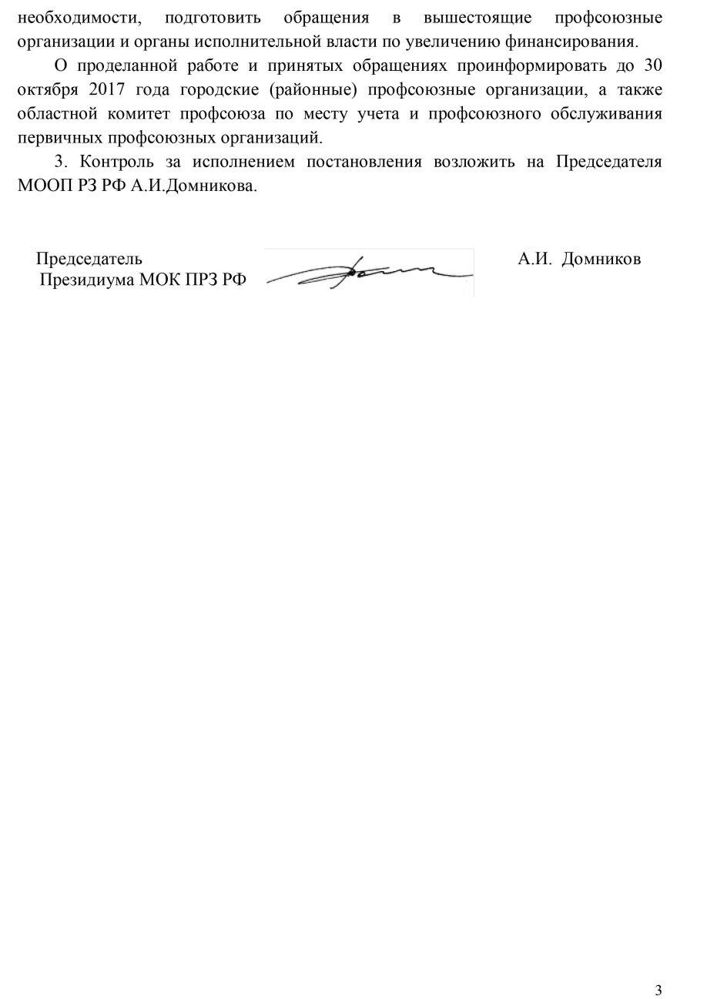 необходимости, подготовить обращения в вышестоящие профсоюзные
организации и органы исполнительной власти по увеличению финансирования.
О проделанной работе и принятых обращениях проинформировать до 30
октября 2017 года городские (районные) профсоюзные организации, а также
областной комитет профсоюза по месту учета и профсоюзного обслуживания
первичных профсоюзных организаций.
3. Контроль за исполнением постановления возложить на Председателя
МООП РЗ РФ А.И.Домникова.
Председатель А.И. Домников
Президиума МОК ПРЗ РФ
3